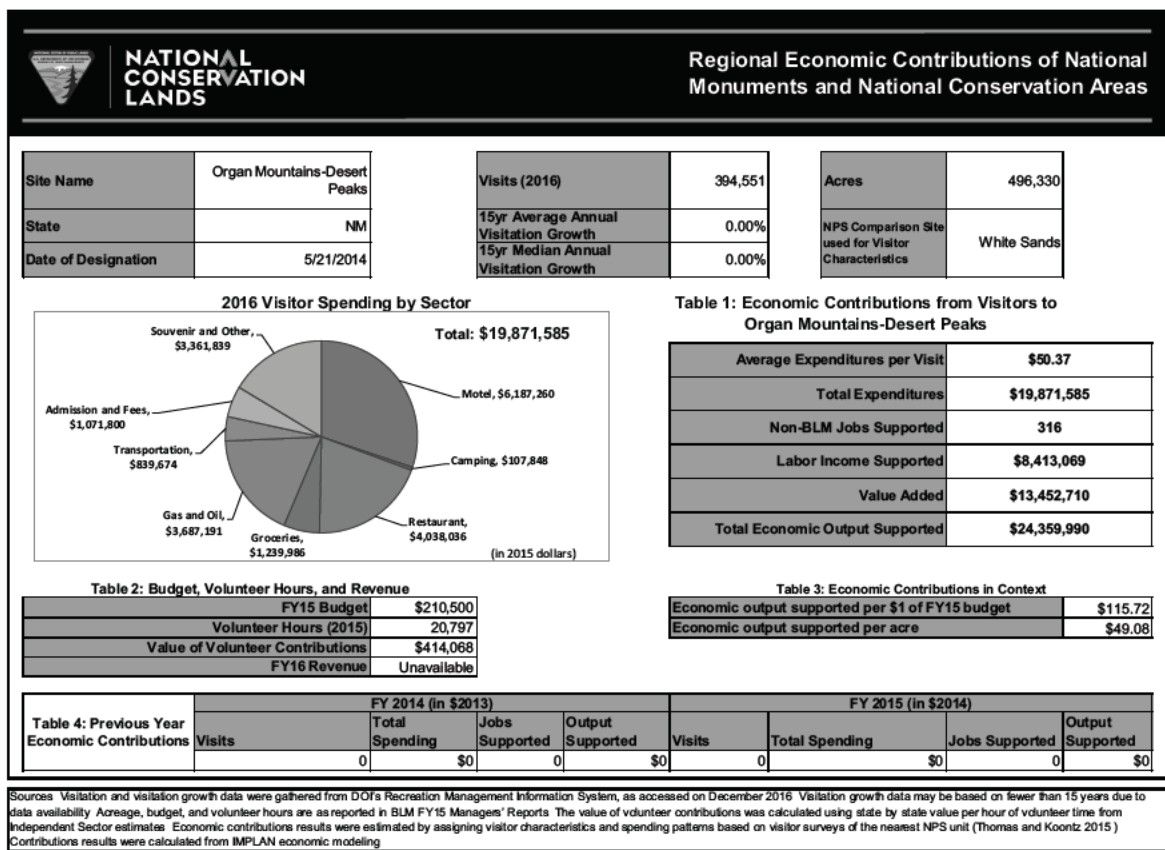 NATIONAL
CONSERVATION
LANDS
Regional Economic Contributions of National
Monuments and National Conservation Areas
Site Name
Organ Mountains-Desert
Peaks
State
NM
Date of Designation
5/21/2014
Visits (2016)
394,551
15yr Average Annual
Visitation Growth
0.00%
15yr Median Annual
Visitation Growth
0.00%
Acres
496,330
NPS Comparison Site
used for Visitor
Characteristics
White Sands
2016 Visitor Spending by Sector
Total: $19,871,585
Souvenir and Other,
$3,361,839
Motel, $6,187,260
Admission and Fees,
$1,071,800
Transportation,
$839,674
Camping, $107,848
Gas and Oil,
$3,687,191
Groceries,
$1,239,986
Restaurant,
$4,038,036
(in 2015 dollars)
Table 1: Economic Contributions from Visitors to
Organ Mountains-Desert Peaks
Average Expenditures per Visit $50.37
Total Expenditures $19,871,585
Non-BLM Jobs Supported 316
Labor Income Supported $8,413,069
Value Added $13,452,710
Total Economic Output Supported $24,359,990
Table 2: Budget, Volunteer Hours, and Revenue
FY15 Budget $210,500
Volunteer Hours (2015) 20,797
Value of Volunteer Contributions $414,068
FY16 Revenue Unavailable
Table 3: Economic Contributions in Context
Economic output supported per $1 of FY15 budget $115.72
Economic output supported per acre $49.08
Table 4: Previous Year
Economic Contributions
FY 2014 (in $2013) FY 2015 (in $2014)
Visits Total Spending Jobs Supported Output Supported Visits Total Spending Jobs Supported Output Supported
0 $0 0 $0 0 $0 0 $0
Sources Visitation and visitation growth data were gathered from DOI's Recreation Management Information System, as accessed on December 2016 Visitation growth data may be based on fewer than 15 years due to
data availability Acreage, budget, and volunteer hours are as reported in BLM FY15 Managers' Reports The value of volunteer contributions was calculated using state by state value per hour of volunteer time from
Independent Sector estimates Economic contributions results were estimated by assigning visitor characteristics and spending patterns based on visitor surveys of the nearest NPS unit (Thomas and Koontz 2015 )
Contributions results were calculated from IMPLAN economic modeling